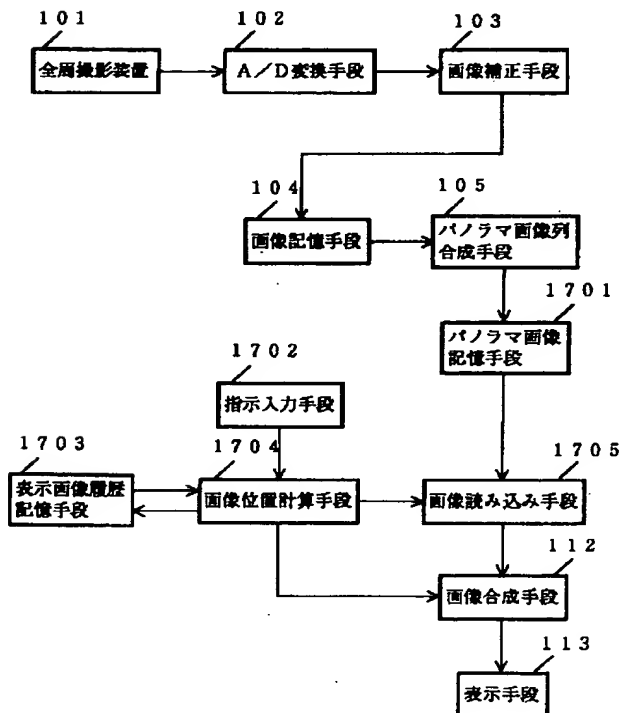 １０１
１０２
１０３
全周撮影装置
Ａ／Ｄ変換手段
画像補正手段
１０４
１０５
画像記憶手段
パノラマ画像列
合成手段
１７０１
パノラマ画像
記憶手段
１７０２
指示入力手段
１７０３
１７０４
１７０５
表示画像履歴
記憶手段
画像位置計算手段
画像読み込み手段
１１２
画像合成手段
１１３
表示手段